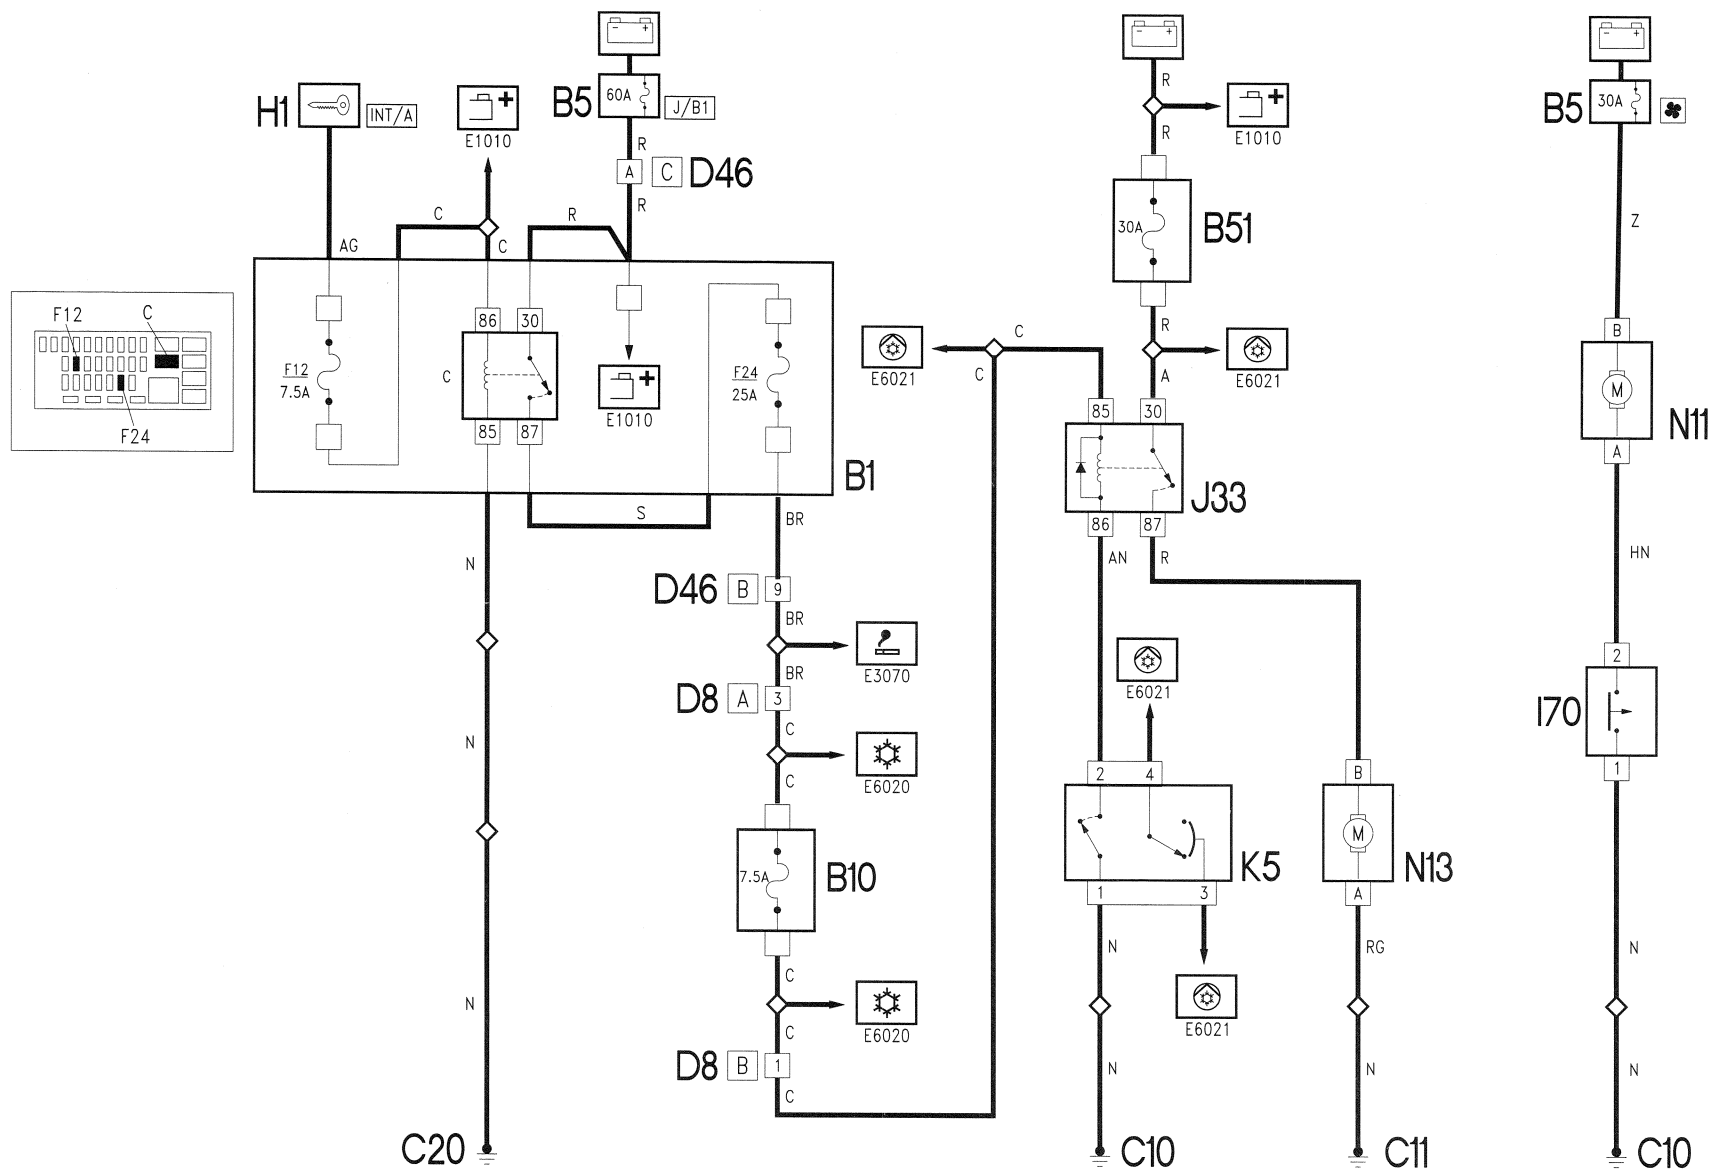 H1
INT/A
AG
E1010
C
C
B5
60A
J/B1
R
A
C
D46
R
R
F12
C
F24
F12
7.5A
86
30
C
85
87
E1010
F24
25A
B1
S
N
N
N
C20
BR
D46
B
9
BR
E3070
BR
D8
A
3
C
E6020
C
7.5A
B10
C
E6020
C
D8
B
1
C
R
E1010
R
30A
B51
R
E6021
C
C
E6021
A
85
30
J33
86
87
AN
R
E6021
2
4
K5
1
3
N
E6021
N
C10
B
M
N13
A
RG
N
C11
B5
30A
Z
B
M
N11
A
HN
2
I70
1
N
N
C10